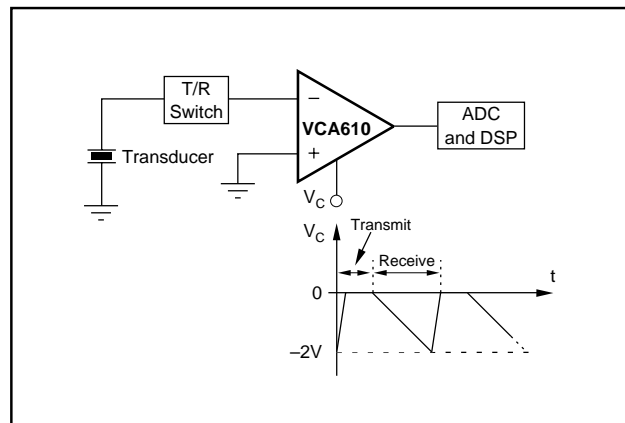 T/R
Switch
–
VCA610
+
ADC
and DSP
Transducer
V_C
Transmit
V_C
Receive
t
0
–2V